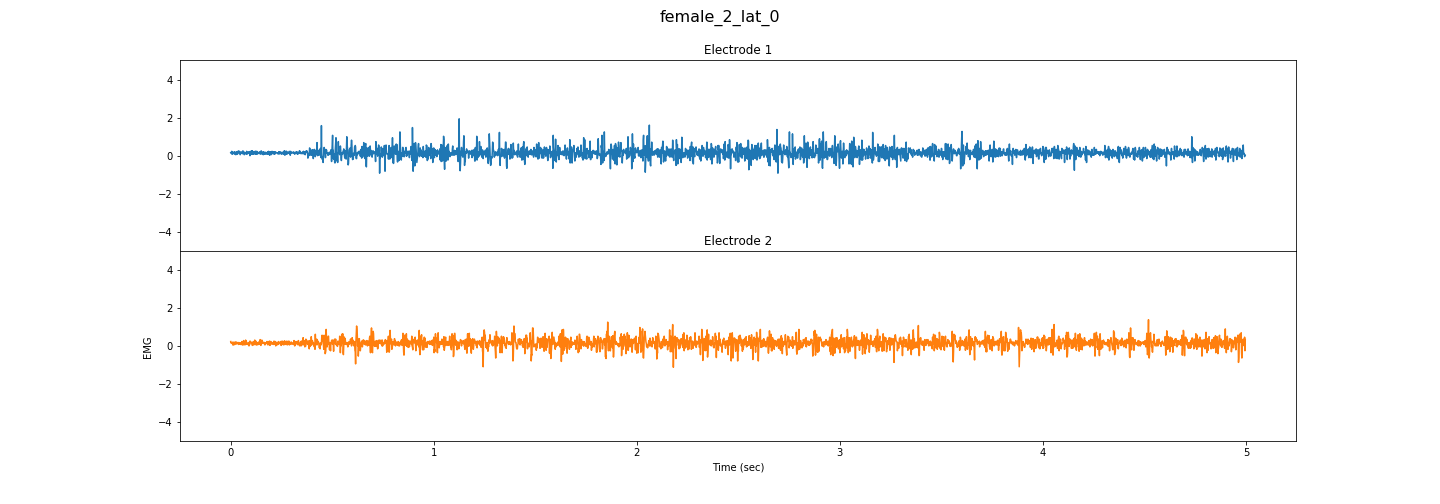 female_2_lat_0
Electrode 1
4
2
0
−2
−4
Electrode 2
4
2
0
−2
−4
EMG
0 1 2 3 4 5
Time (sec)